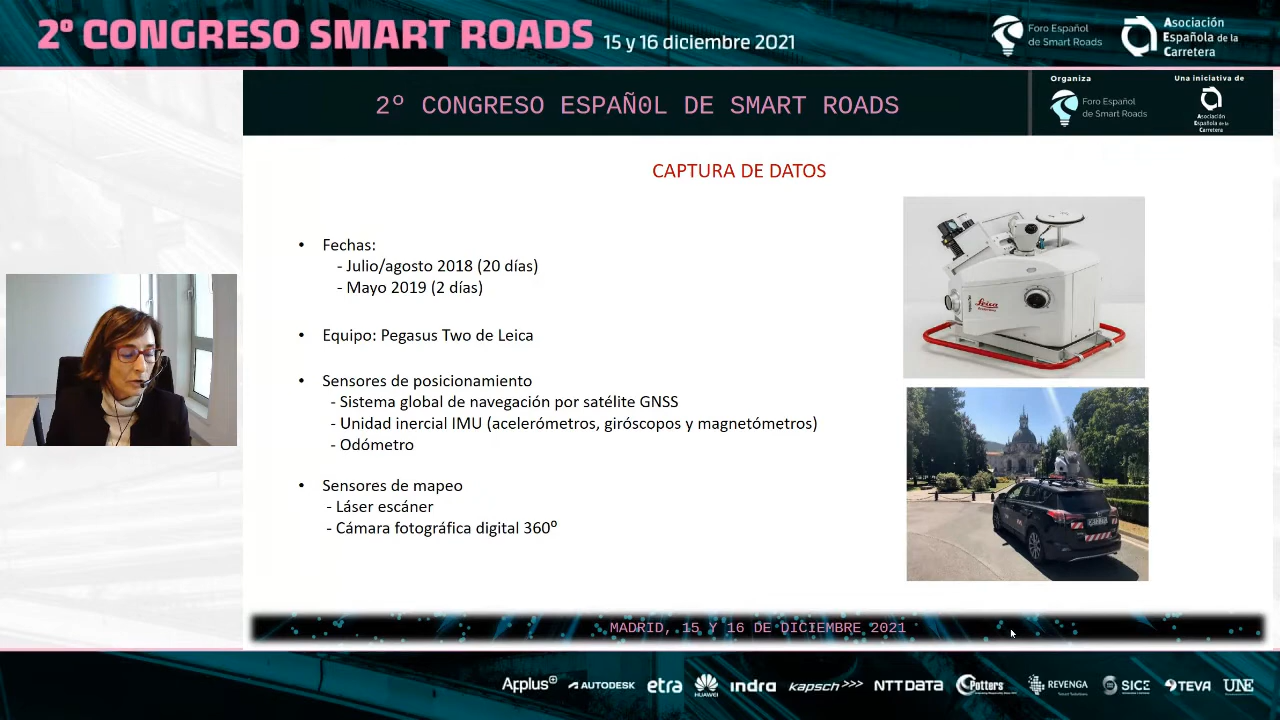 2º CONGRESO SMART ROADS 15 y 16 diciembre 2021
Foro Español
de Smart Roads
Asociación
Española de la
Carretera
2º CONGRESO ESPAÑ0L DE SMART ROADS
Organiza
Foro Español
de Smart Roads
Una iniciativa de
Asociación
Española de la
Carretera
CAPTURA DE DATOS
• Fechas:
- Julio/agosto 2018 (20 días)
- Mayo 2019 (2 días)
• Equipo: Pegasus Two de Leica
• Sensores de posicionamiento
- Sistema global de navegación por satélite GNSS
- Unidad inercial IMU (acelerómetros, giróscopos y magnetómetros)
- Odómetro
• Sensores de mapeo
- Láser escáner
- Cámara fotográfica digital 360º
Leica
MADRID, 15 Y 16 DE DICIEMBRE 2021
Applus+ AUTODESK etra HUAWEI indra kapsch>>> NTT DATA Potters REVENGA SICE TEVA UNE